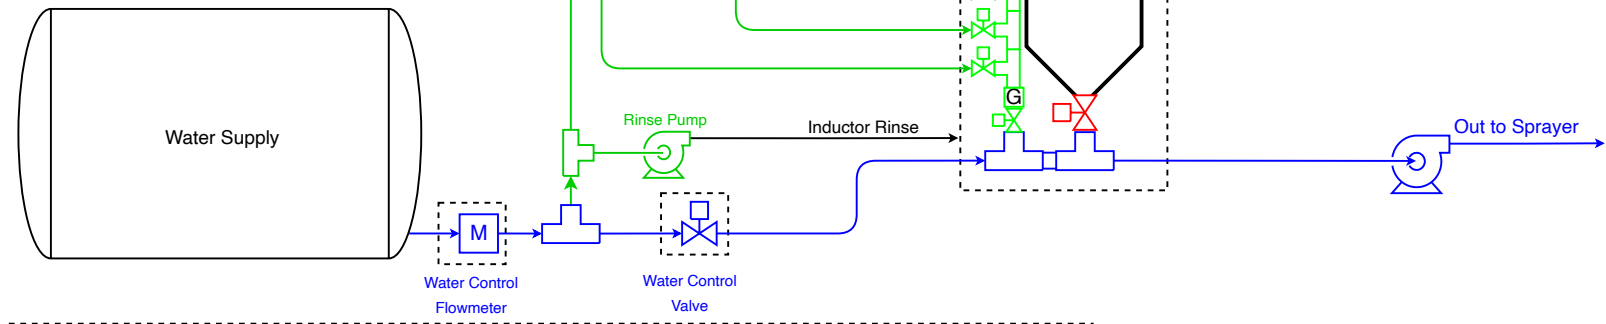 G
Rinse Pump
Inductor Rinse
Out to Sprayer
Water Supply
M
Water Control
Flowmeter
Water Control
Valve